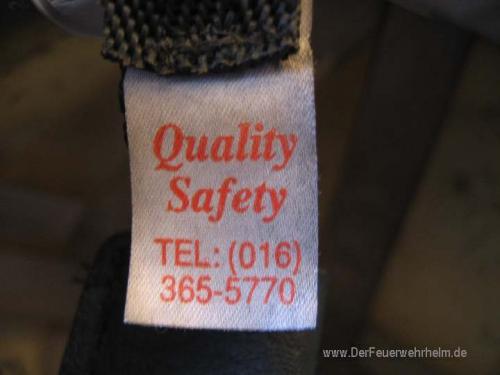 Quality
Safety
TEL: (016)
365-5770
www.DerFeuerwehrhelm.de